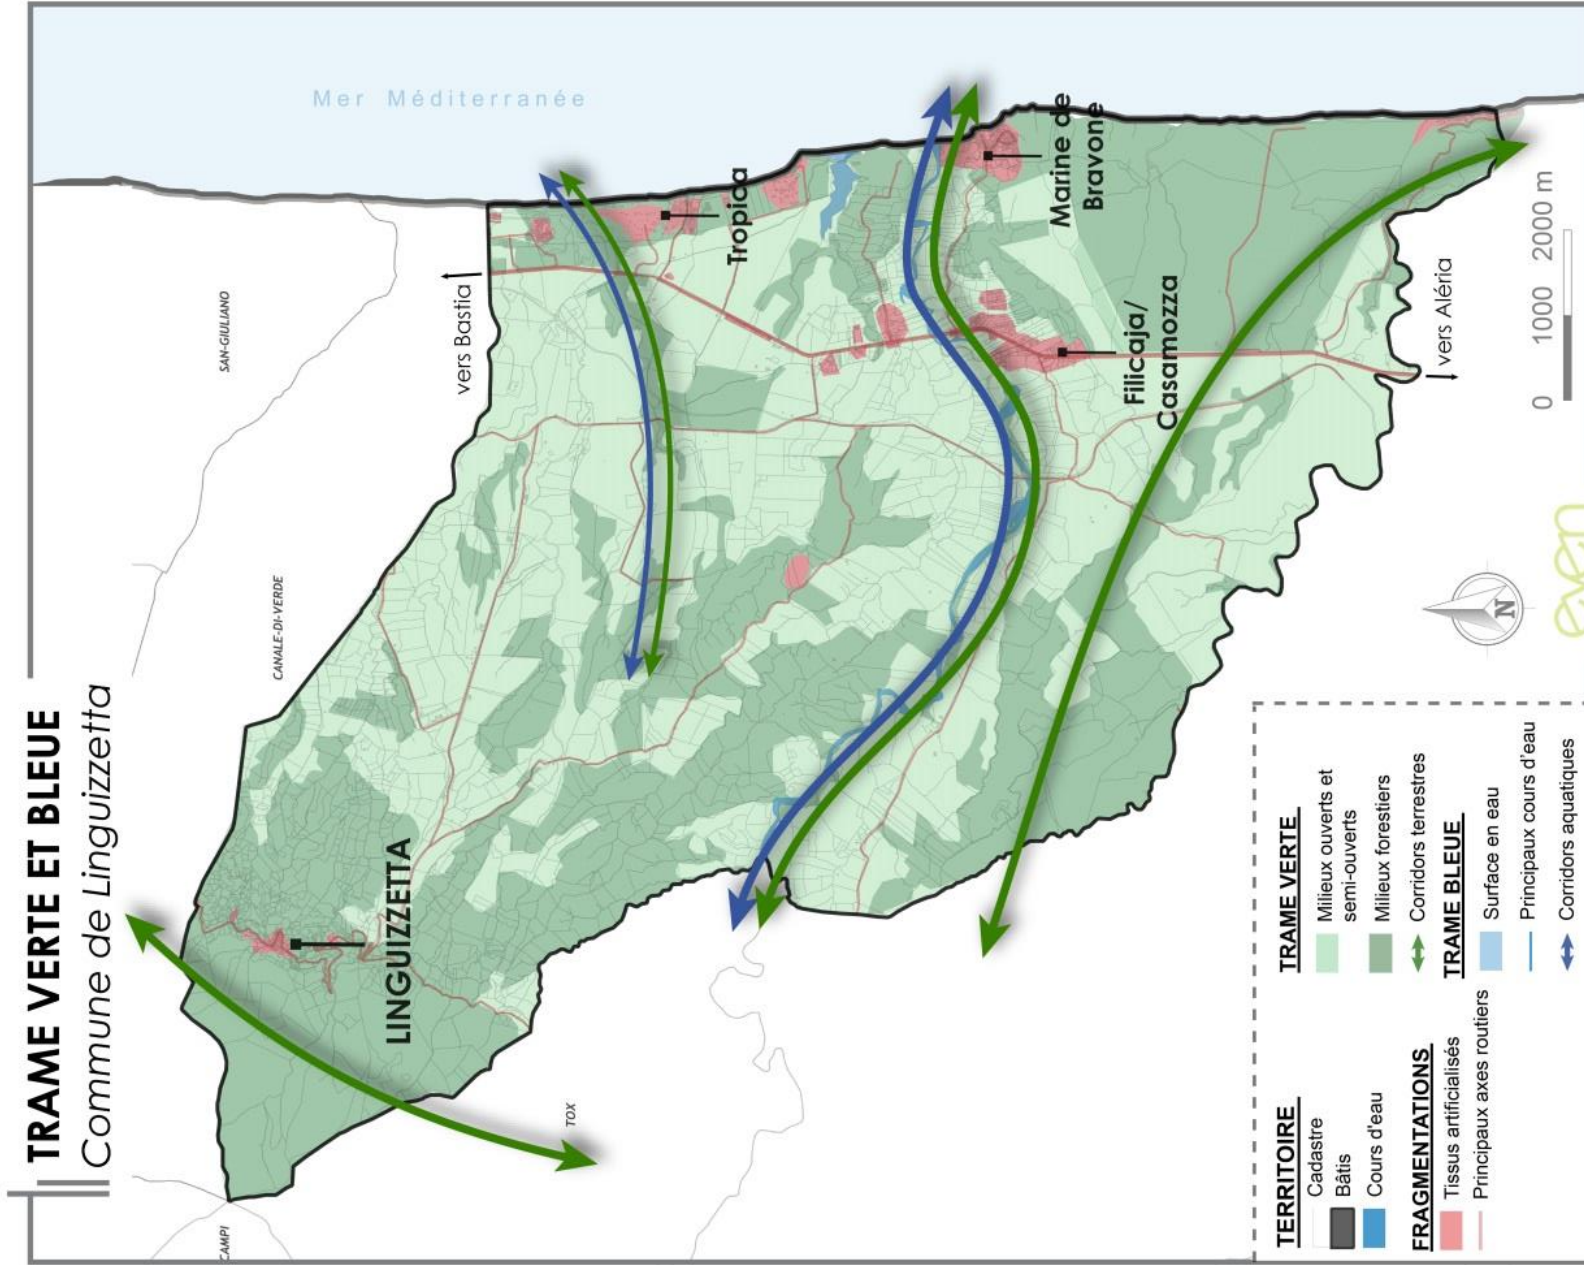 TRAME VERTE ET BLEUE
Commune de Linguizzetta
Mer Méditerranée
SAN-GIULIANO
vers Bastia
CANALE-DI-VERDE
Tropica
Marine de
Bravone
Filicaja/
Casamozza
LINGUIZZETTA
vers Aléria
CAMPI
TOX
0 1000 2000 m
N
even
TERRITOIRE
Cadastre
Bâtis
Cours d'eau
FRAGMENTATIONS
Tissus artificialisés
Principaux axes routiers
TRAME VERTE
Milieux ouverts et
semi-ouverts
Milieux forestiers
Corridors terrestres
TRAME BLEUE
Surface en eau
Principaux cours d'eau
Corridors aquatiques